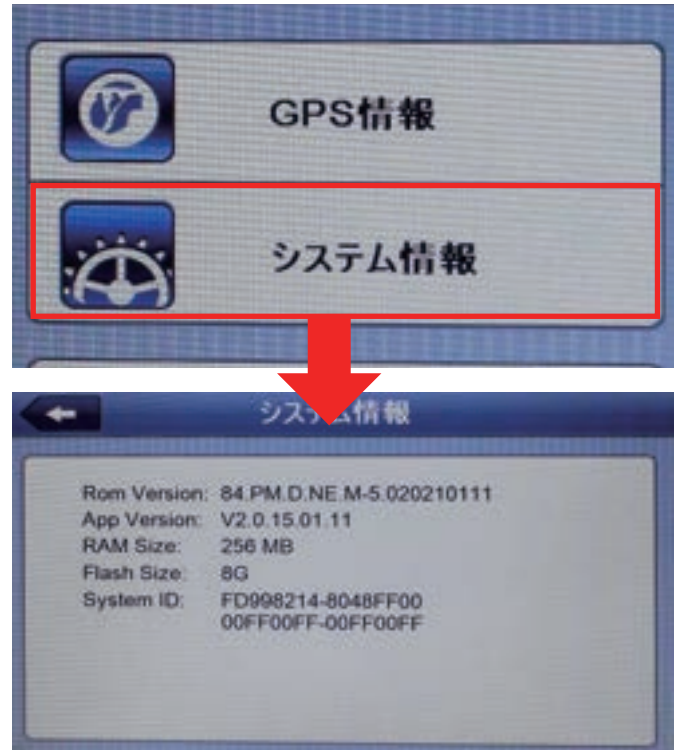 GPS情報
システム情報
システム情報
Rom Version: 84.PM.D.NE.M-5.020210111
App Version: V2.0.15.01.11
RAM Size: 256 MB
Flash Size: 8G
System ID: FD998214-8048FF00
00FF00FF-00FF00FF